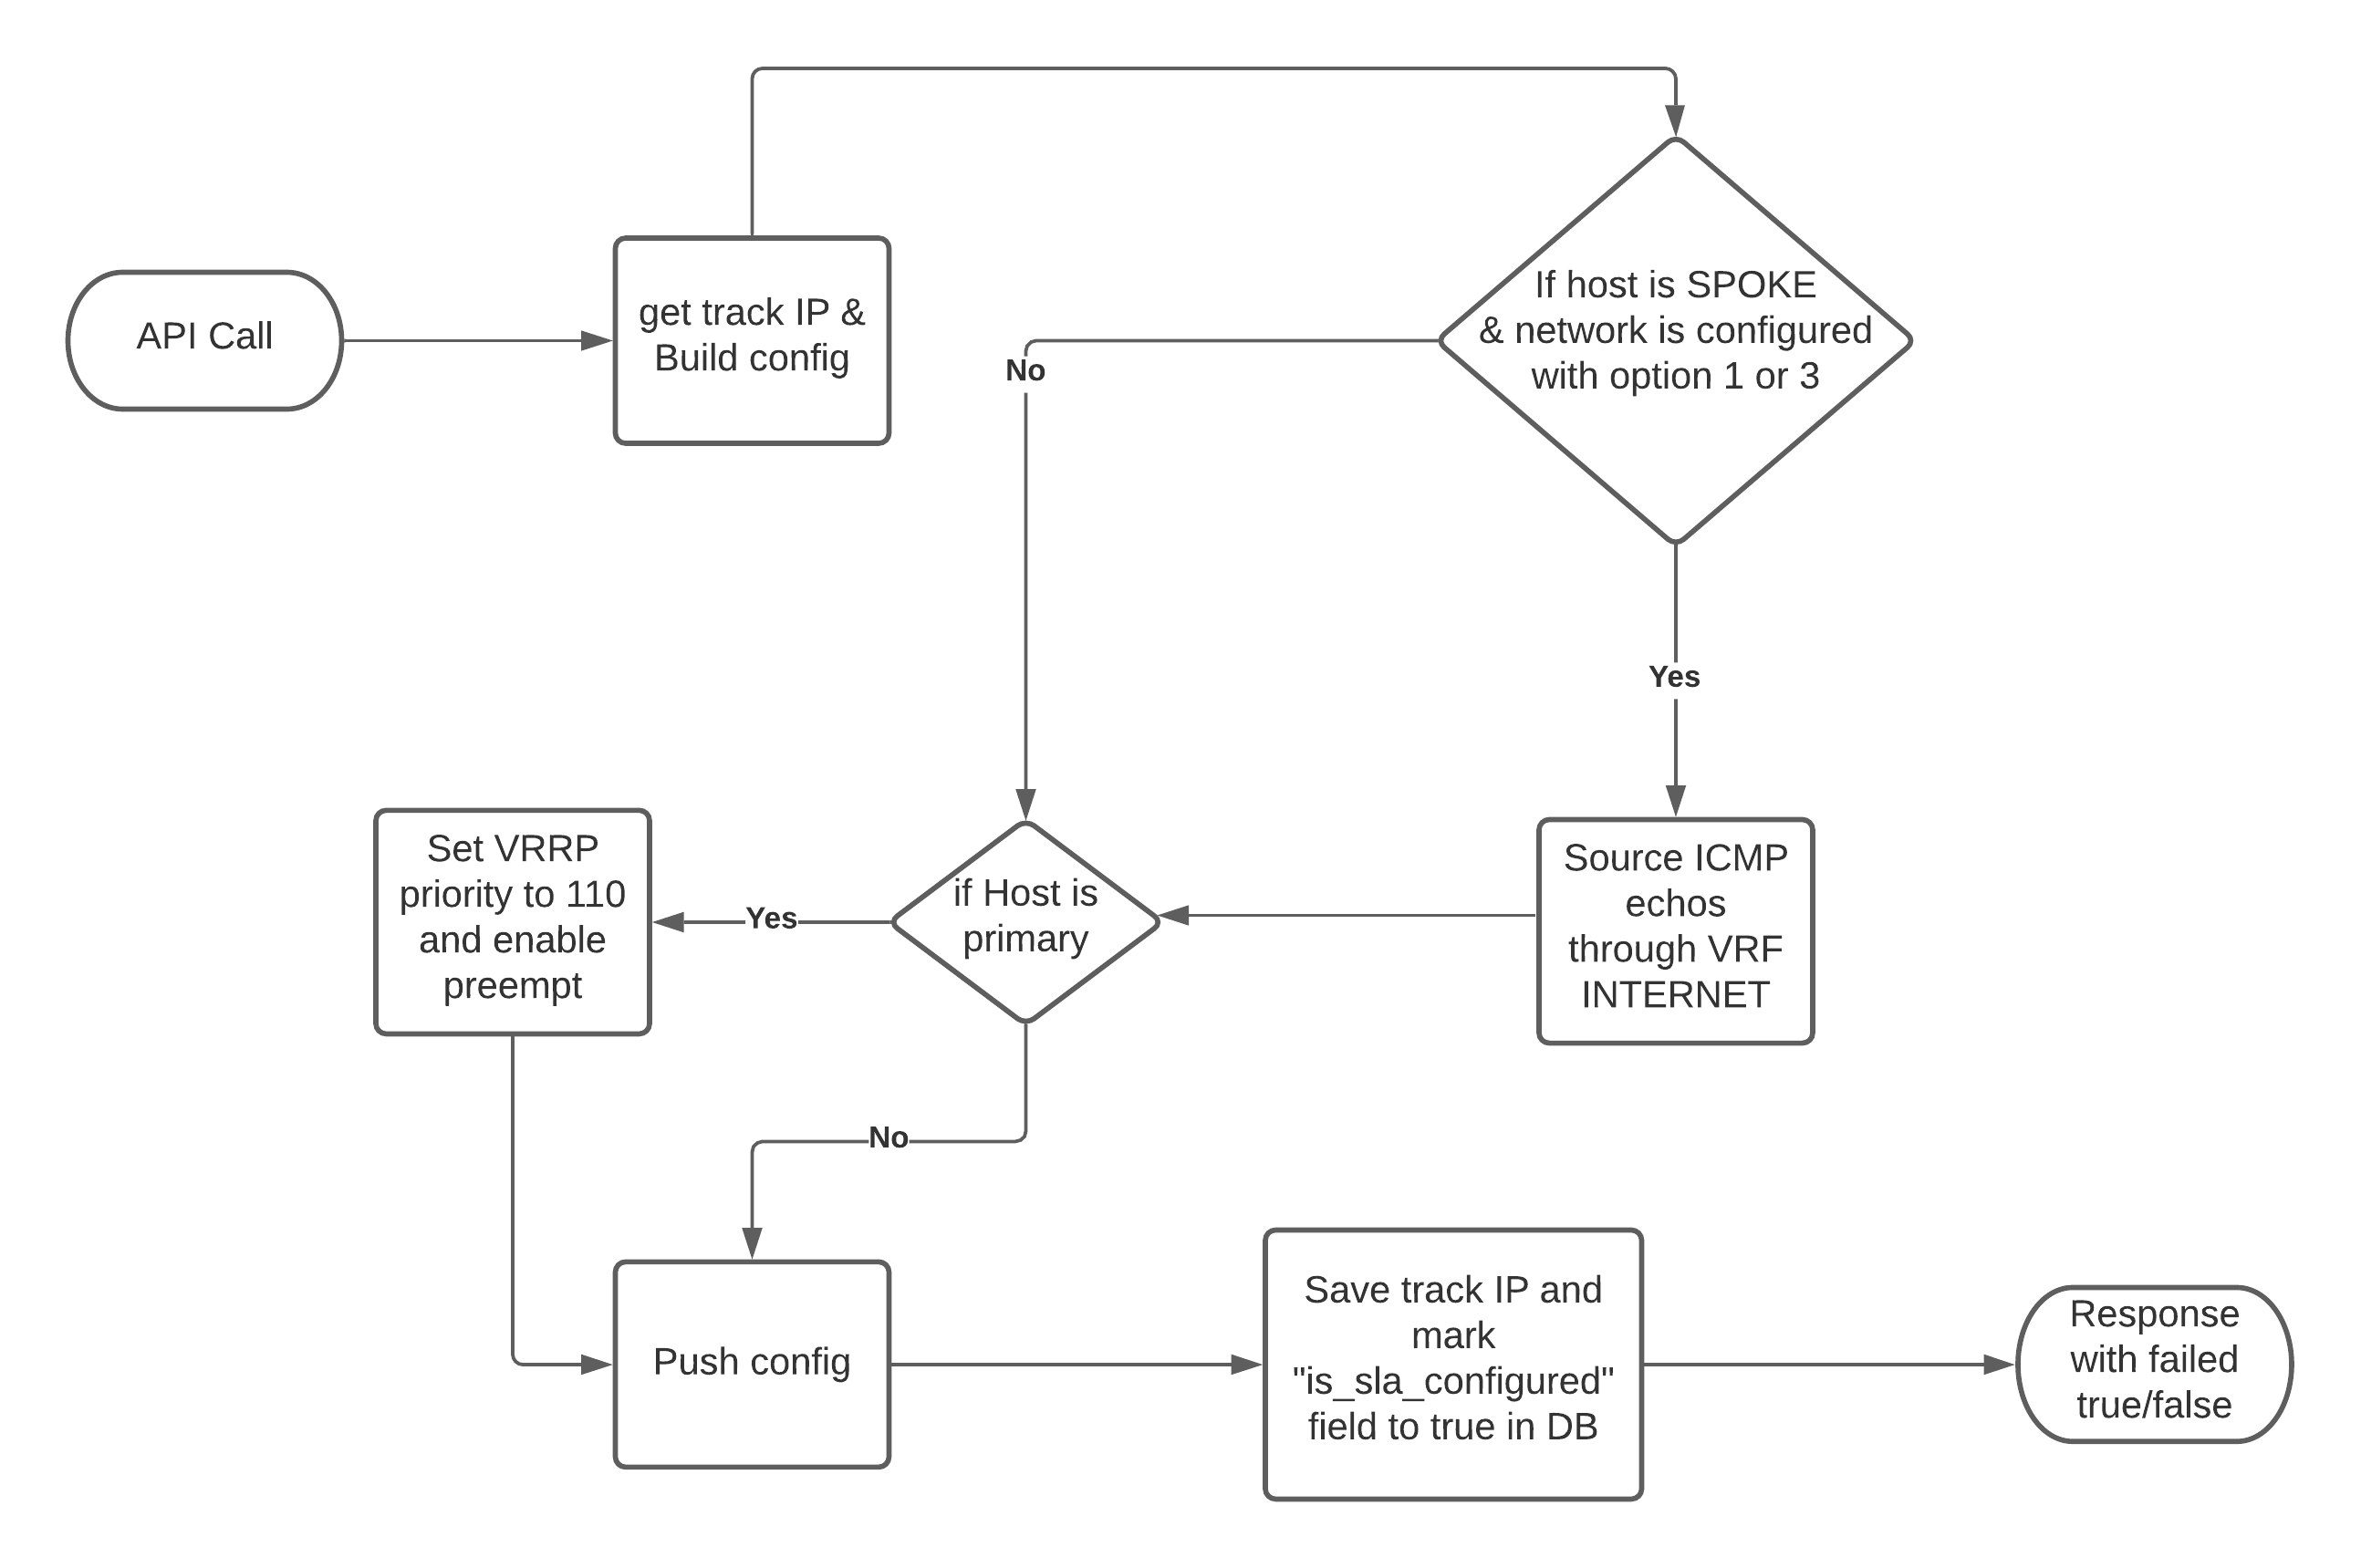 API Call
get track IP &
Build config
If host is SPOKE
& network is configured
with option 1 or 3
No
Yes
Set VRRP
priority to 110
and enable
preempt
Yes
if Host is
primary
Source ICMP
echos
through VRF
INTERNET
No
Push config
Save track IP and
mark
"is_sla_configured"
field to true in DB
Response
with failed
true/false